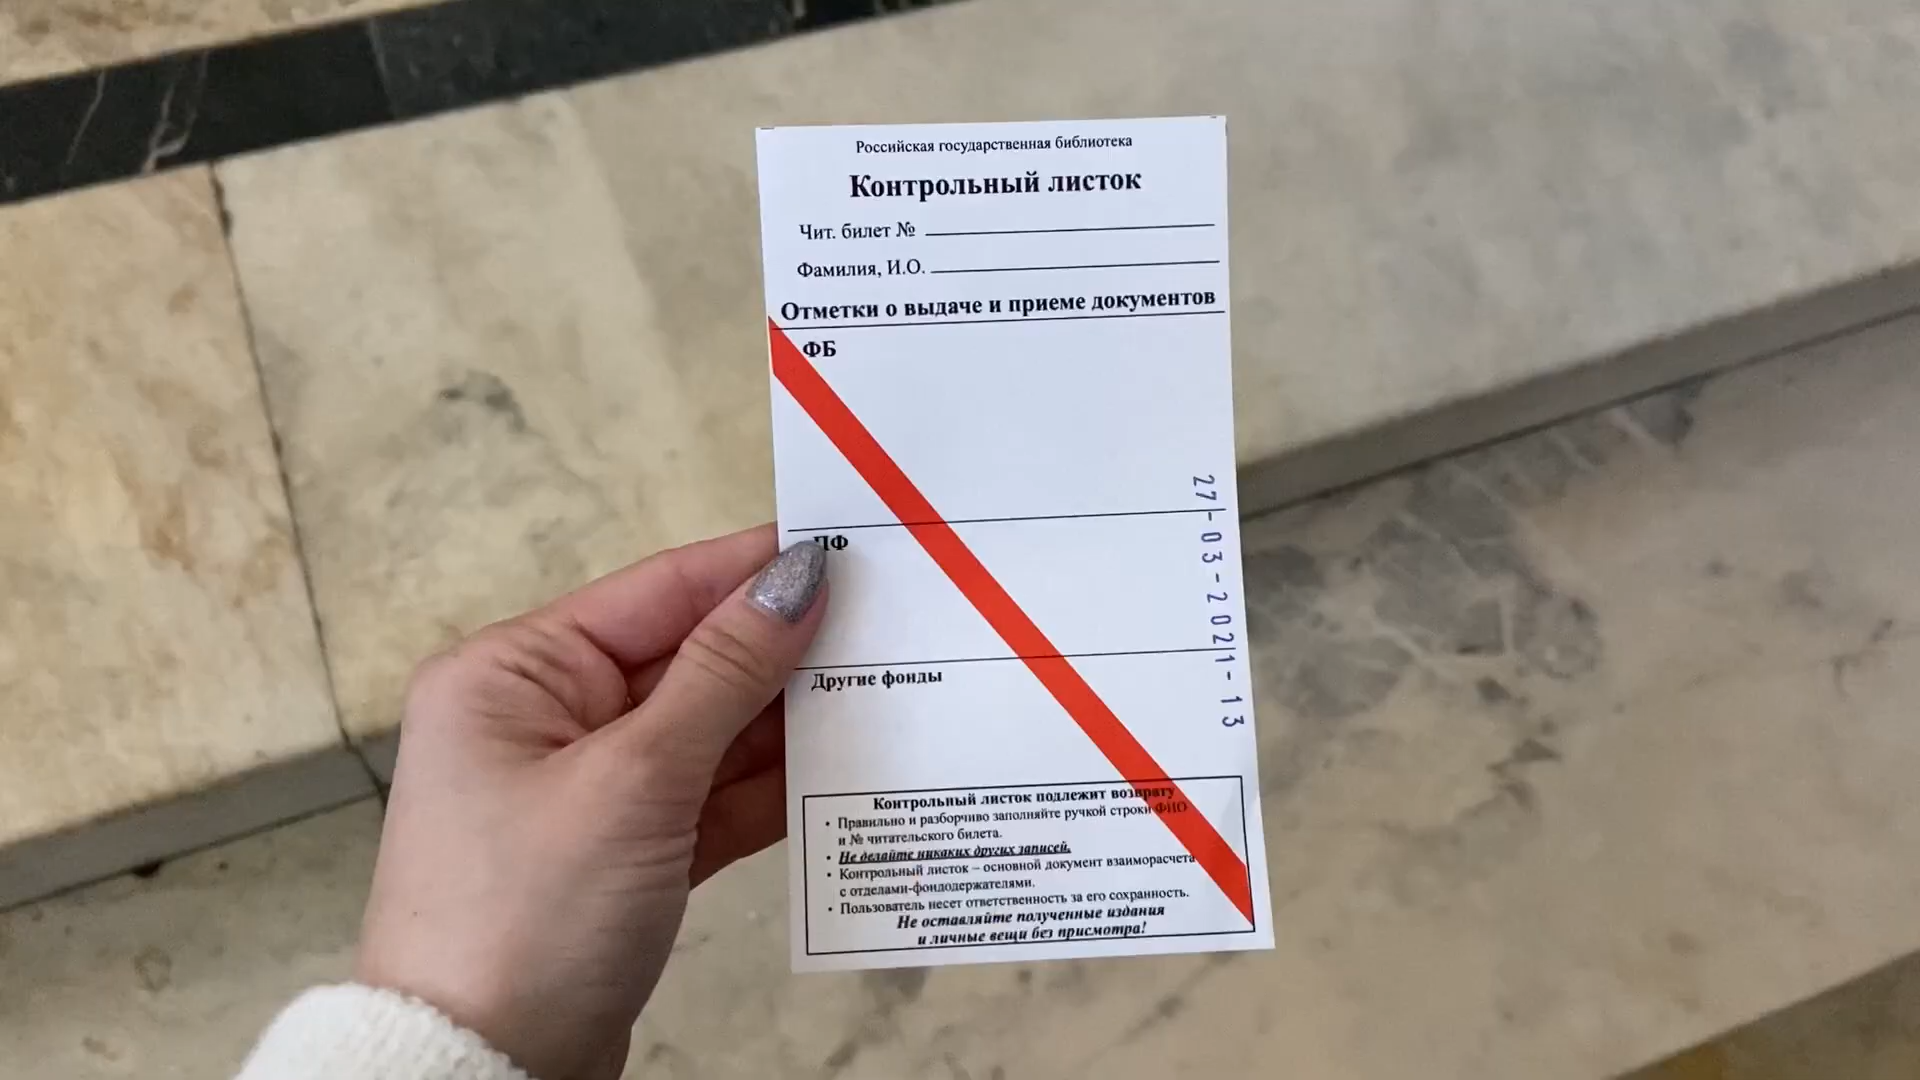 Российская государственная библиотека
Контрольный листок
Чит. билет №
Фамилия, И.О.
Отметки о выдаче и приеме документов
ФБ
ПФ
Другие фонды
27-03-2021-13
Контрольный листок подлежит возврату
• Правильно и разборчиво заполняйте ручкой строки ФИО
и № читательского билета.
• Не делайте никаких других записей.
• Контрольный листок – основной документ взаиморасчета
с отделами-фондодержателями.
• Пользователь несет ответственность за его сохранность.
Не оставляйте полученные издания
и личные вещи без присмотра!